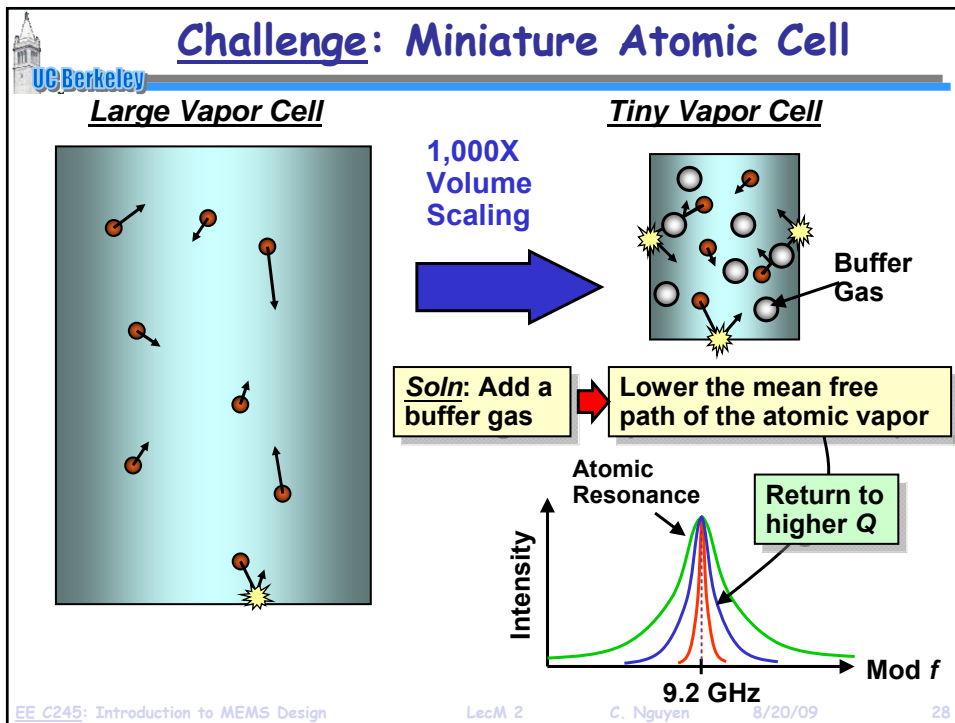 Challenge: Miniature Atomic Cell
UC Berkeley
Large Vapor Cell
Tiny Vapor Cell
1,000X
Volume
Scaling
Buffer
Gas
Soln: Add a
buffer gas
Lower the mean free
path of the atomic vapor
Atomic
Resonance
Return to
higher Q
Intensity
Mod f
9.2 GHz
EE C245: Introduction to MEMS Design LecM 2 C. Nguyen 8/20/09 28